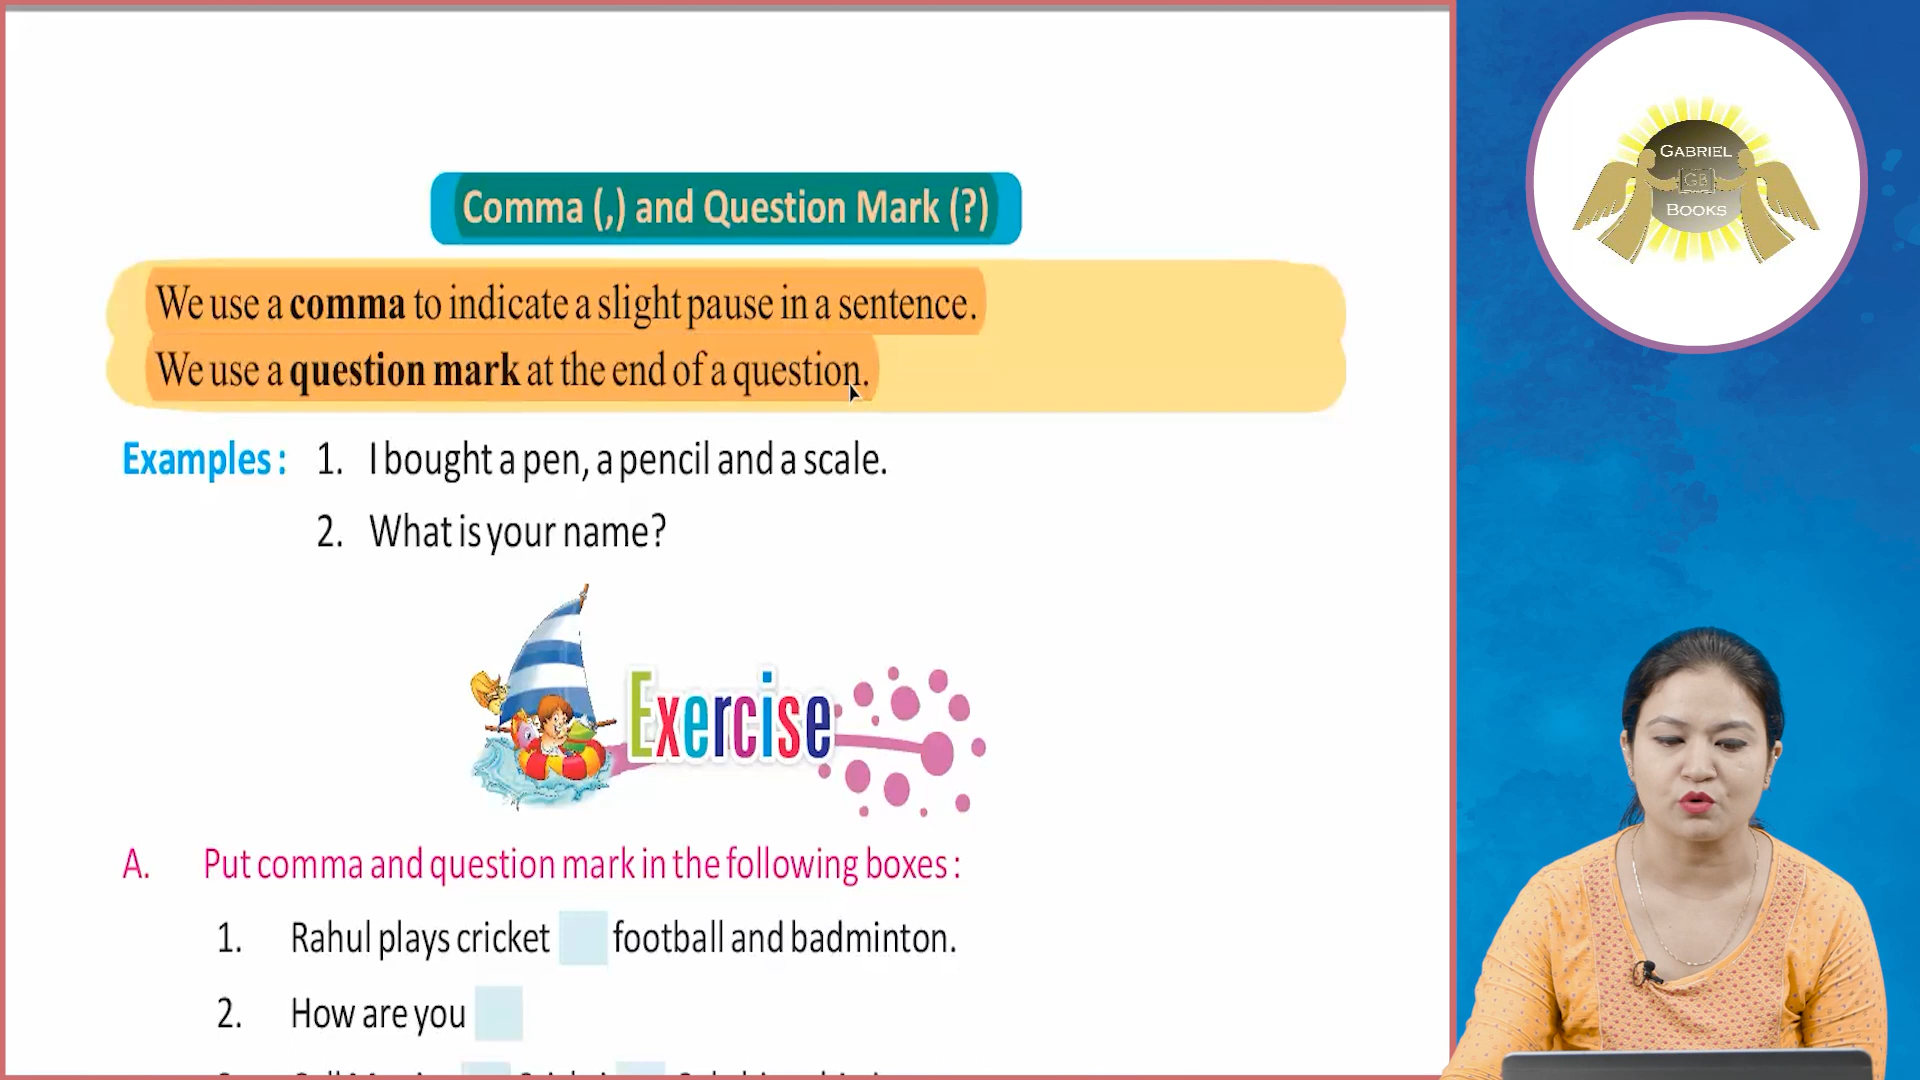 Comma (,) and Question Mark (?)
We use a comma to indicate a slight pause in a sentence.
We use a question mark at the end of a question.
Examples : 1. I bought a pen, a pencil and a scale.
2. What is your name?
Exercise
A. Put comma and question mark in the following boxes :
1. Rahul plays cricket football and badminton.
2. How are you
GABRIEL
GB
BOOKS